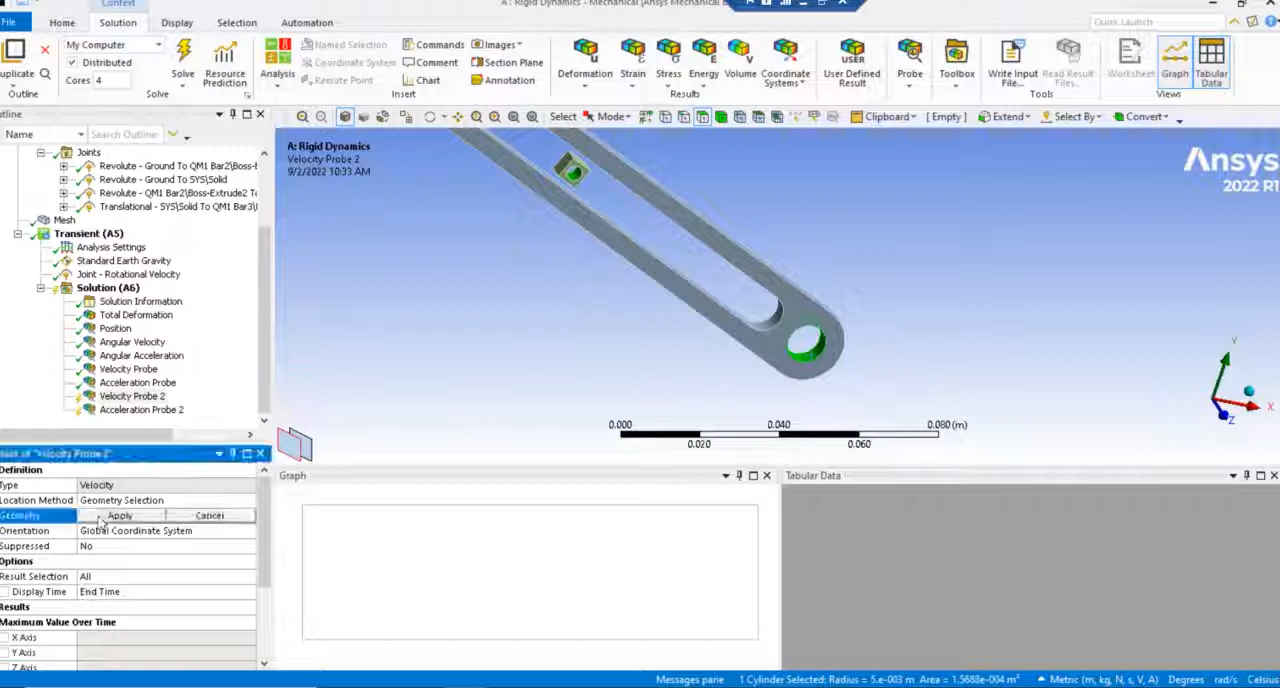 A : Rigid Dynamics - Mechanical [Ansys Mechanical
Context
File Home Solution Display Selection Automation Quick Launch
My Computer
Distributed
Cores 4
uplicate
Outline
Solve
Resource Prediction
Solve
Analysis
Named Selection
Coordinate System
Remote Point
Commands
Comment
Chart
Images
Section Plane
Annotation
Insert
Deformation Strain Stress Energy Volume Coordinate Systems
Results
USER
User Defined Result
Probe
Toolbox
Write Input File...
Read Result Files...
Tools
Worksheet
Graph
Tabular Data
Views
utline
Name Search Outline
Select Mode Clipboard [ Empty ] Extend Select By Convert
Joints
Revolute - Ground To QM1 Bar2\Boss-E
Revolute - Ground To SYS\Solid
Revolute - QM1 Bar2\Boss-Extrude2 T
Translational - SYS\Solid To QM1 Bar3\
Mesh
Transient (A5)
Analysis Settings
Standard Earth Gravity
Joint - Rotational Velocity
Solution (A6)
Solution Information
Total Deformation
Position
Angular Velocity
Angular Acceleration
Velocity Probe
Acceleration Probe
Velocity Probe 2
Acceleration Probe 2
A: Rigid Dynamics
Velocity Probe 2
9/2/2022 10:33 AM
Ansys
2022 R1
Y
X
Z
0.000 0.040 0.080 (m)
0.020 0.060
"Velocity Probe 2"
Definition
Type Velocity
Location Method Geometry Selection
Geometry Apply Cancel
Orientation Global Coordinate System
Suppressed No
Options
Result Selection All
Display Time End Time
Results
Maximum Value Over Time
X Axis
Y Axis
Z Axis
Graph
Tabular Data
Messages pane 1 Cylinder Selected: Radius = 5.e-003 m Area = 1.5688e-004 m² Metric (m, kg, N, s, V, A) Degrees rad/s Celsius